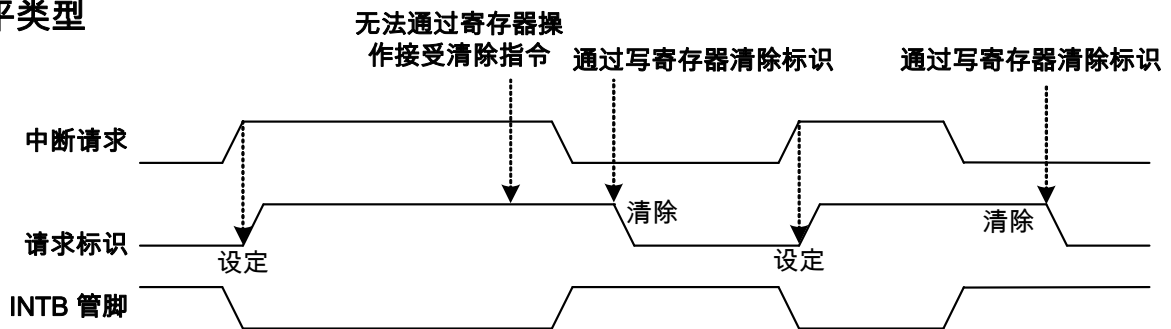 平类型
无法通过寄存器操
作接受清除指令
通过写寄存器清除标识
通过写寄存器清除标识
中断请求
请求标识
清除
清除
设定
设定
INTB 管脚